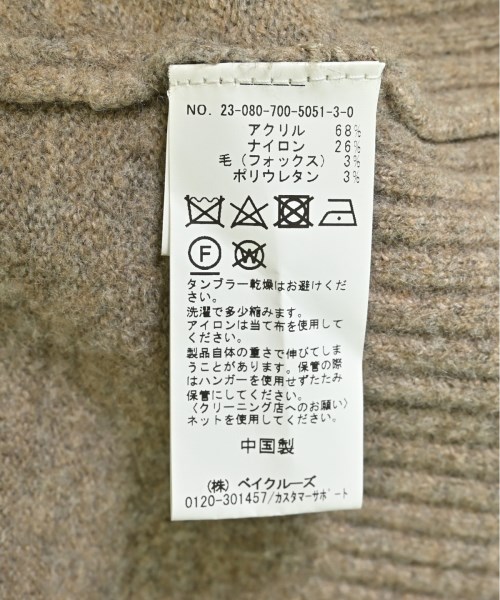 NO. 23-080-700-5051-3-0
アクリル 68%
ナイロン 26%
毛(フォックス) 3%
ポリウレタン 3%
F W
タンブラー乾燥はお避けくだ
さい。
洗濯で多少縮みます。
アイロンは当て布を使用して
ください。
製品自体の重さで伸びてしま
うことがあります。保管の際
はハンガーを使用せずたたみ
保管にしてください。
〈クリーニング店へのお願い〉
ネットを使用してください。
中国製
(株) ベイクルーズ
0120-301457/カスタマーサポート